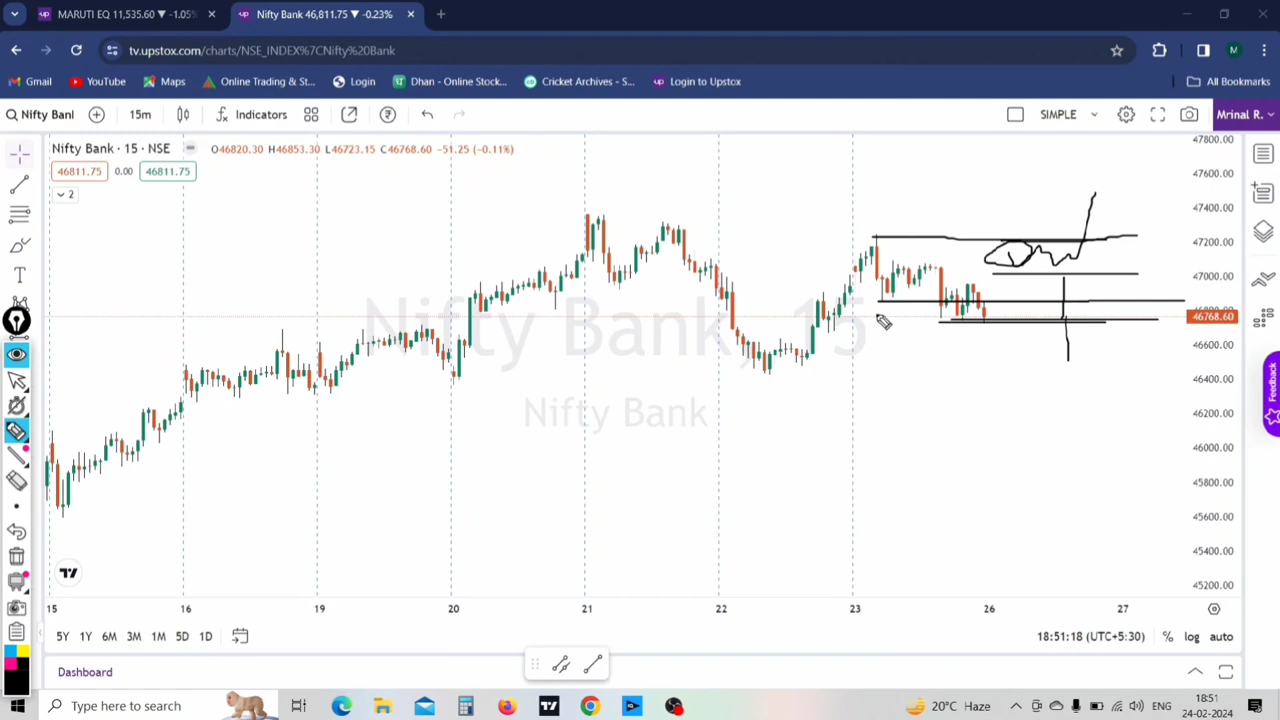 MARUTI EQ 11,535.60 ▼ -1.05%
Nifty Bank 46,811.75 ▼ -0.23%
tv.upstox.com/charts/NSE_INDEX%7CNifty%20Bank
M
Gmail
YouTube
Maps
Online Trading & St...
Login
Dhan - Online Stock...
Cricket Archives - S...
Login to Upstox
All Bookmarks
Nifty Banl
15m
Indicators
SIMPLE
Mrinal R.
Nifty Bank · 15 · NSE
O46820.30 H46853.30 L46723.15 C46768.60 -51.25 (-0.11%)
46811.75 0.00 46811.75
2
Nifty Bank, 15
Nifty Bank
47800.00
47600.00
47400.00
47200.00
47000.00
46768.60
46600.00
46400.00
46200.00
46000.00
45800.00
45600.00
45400.00
45200.00
Feedback
15 16 19 20 21 22 23 26 27
5Y 1Y 6M 3M 1M 5D 1D
18:51:18 (UTC+5:30) % log auto
Dashboard
Type here to search
20°C Haze
ENG
18:51
24-02-2024